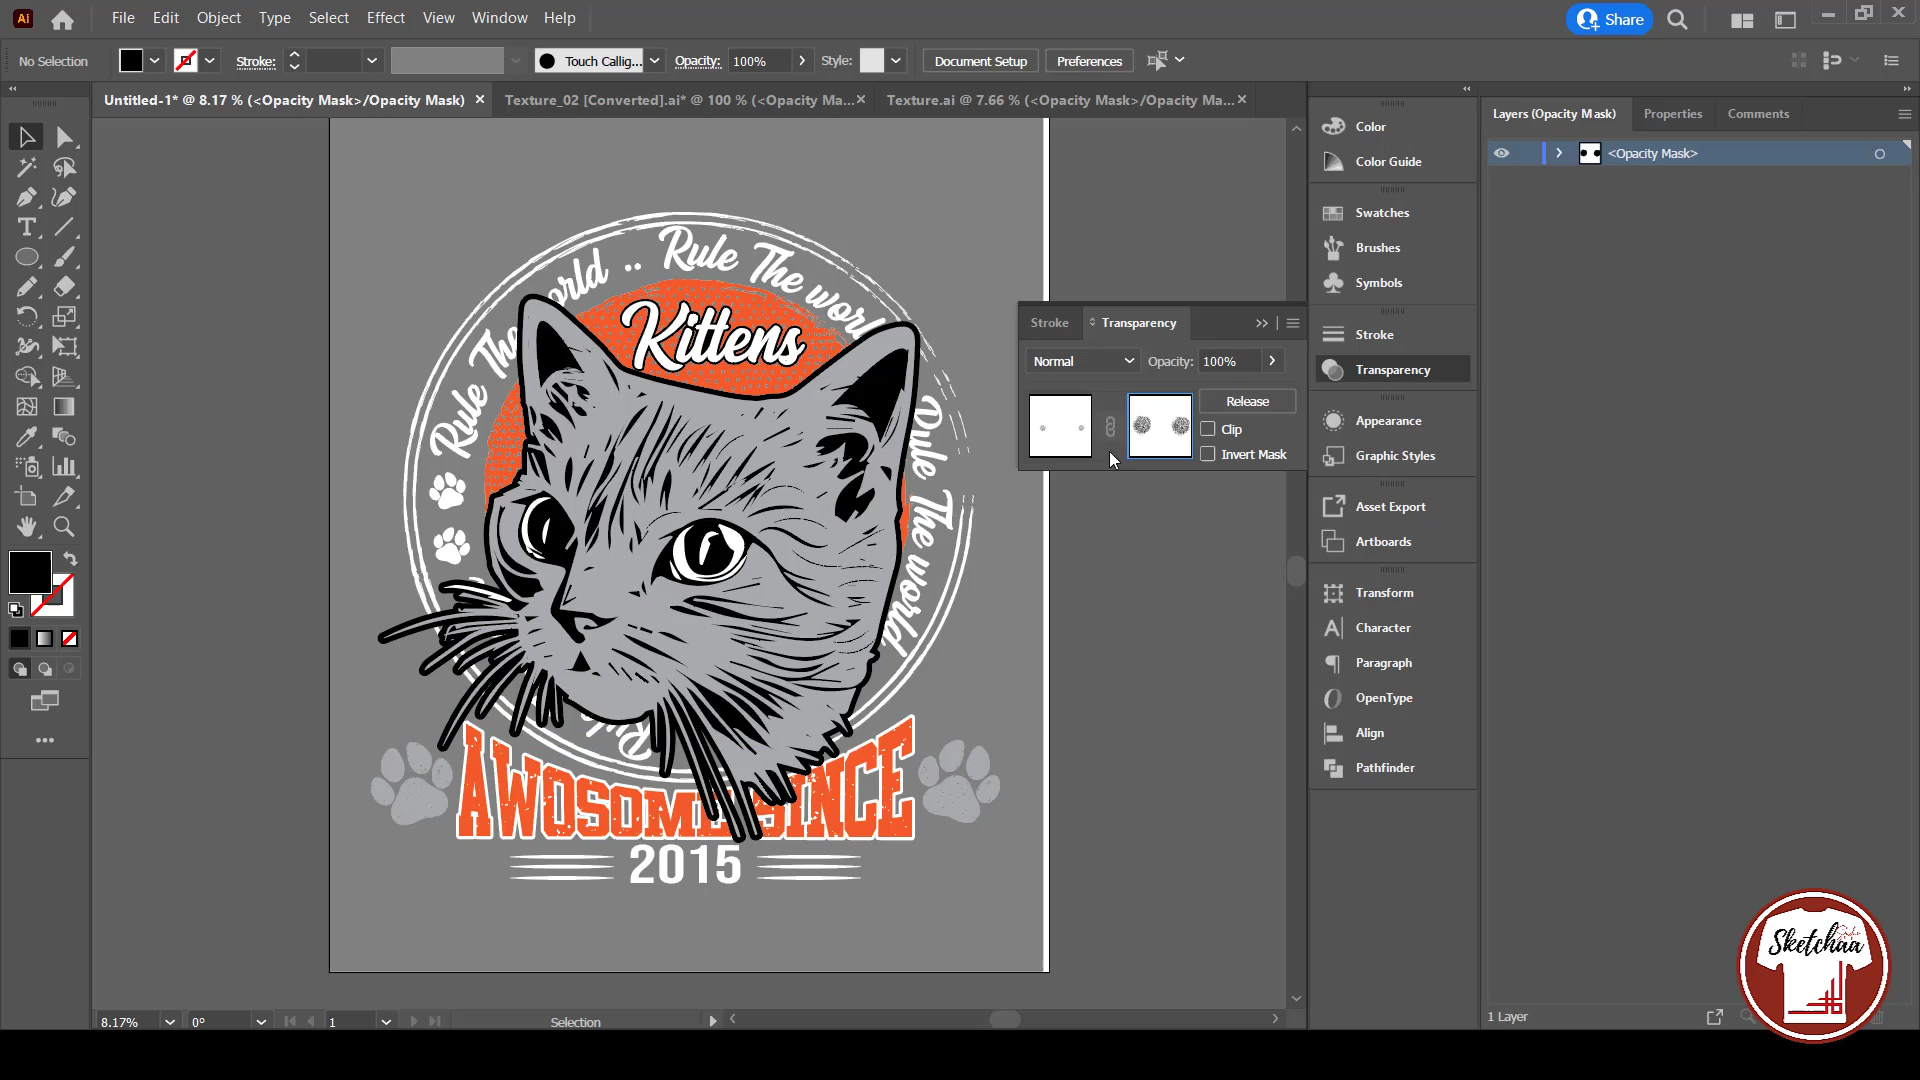 Ai File Edit Object Type Select Effect View Window Help Share
No Selection Stroke: Touch Callig... Opacity: 100% Style: Document Setup Preferences
Untitled-1* @ 8.17 % (<Opacity Mask>/Opacity Mask) Texture_02 [Converted].ai* @ 100 % (<Opacity Ma... Texture.ai @ 7.66 % (<Opacity Mask>/Opacity Ma...
Color
Color Guide
Swatches
Brushes
Symbols
Stroke
Transparency
Appearance
Graphic Styles
Asset Export
Artboards
Transform
Character
Paragraph
OpenType
Align
Pathfinder
Layers (Opacity Mask) Properties Comments
<Opacity Mask>
1 Layer
Stroke Transparency
Normal Opacity: 100%
Release
Clip
Invert Mask
Rule The world .. Rule The world
Rule The world
Kittens
AWOSOME SINCE
2015
8.17% 0° 1 Selection
Sketchaa
Studio